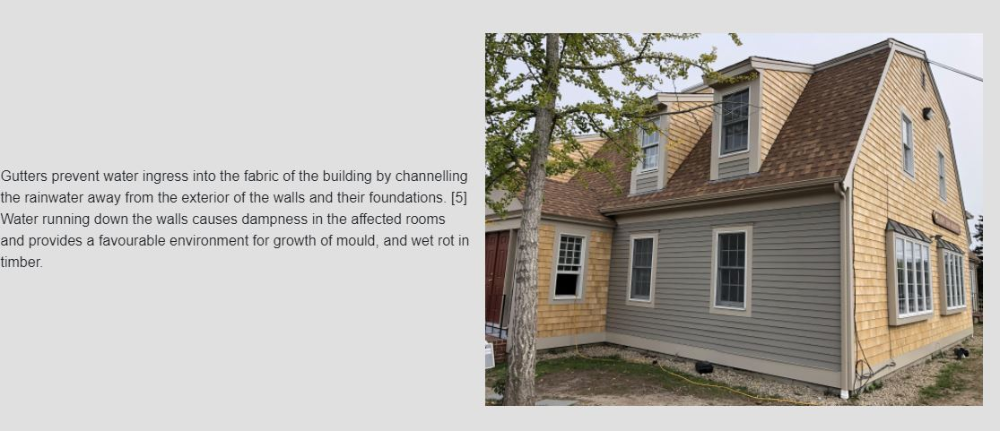 Gutters prevent water ingress into the fabric of the building by channelling
the rainwater away from the exterior of the walls and their foundations. [5]
Water running down the walls causes dampness in the affected rooms
and provides a favourable environment for growth of mould, and wet rot in
timber.